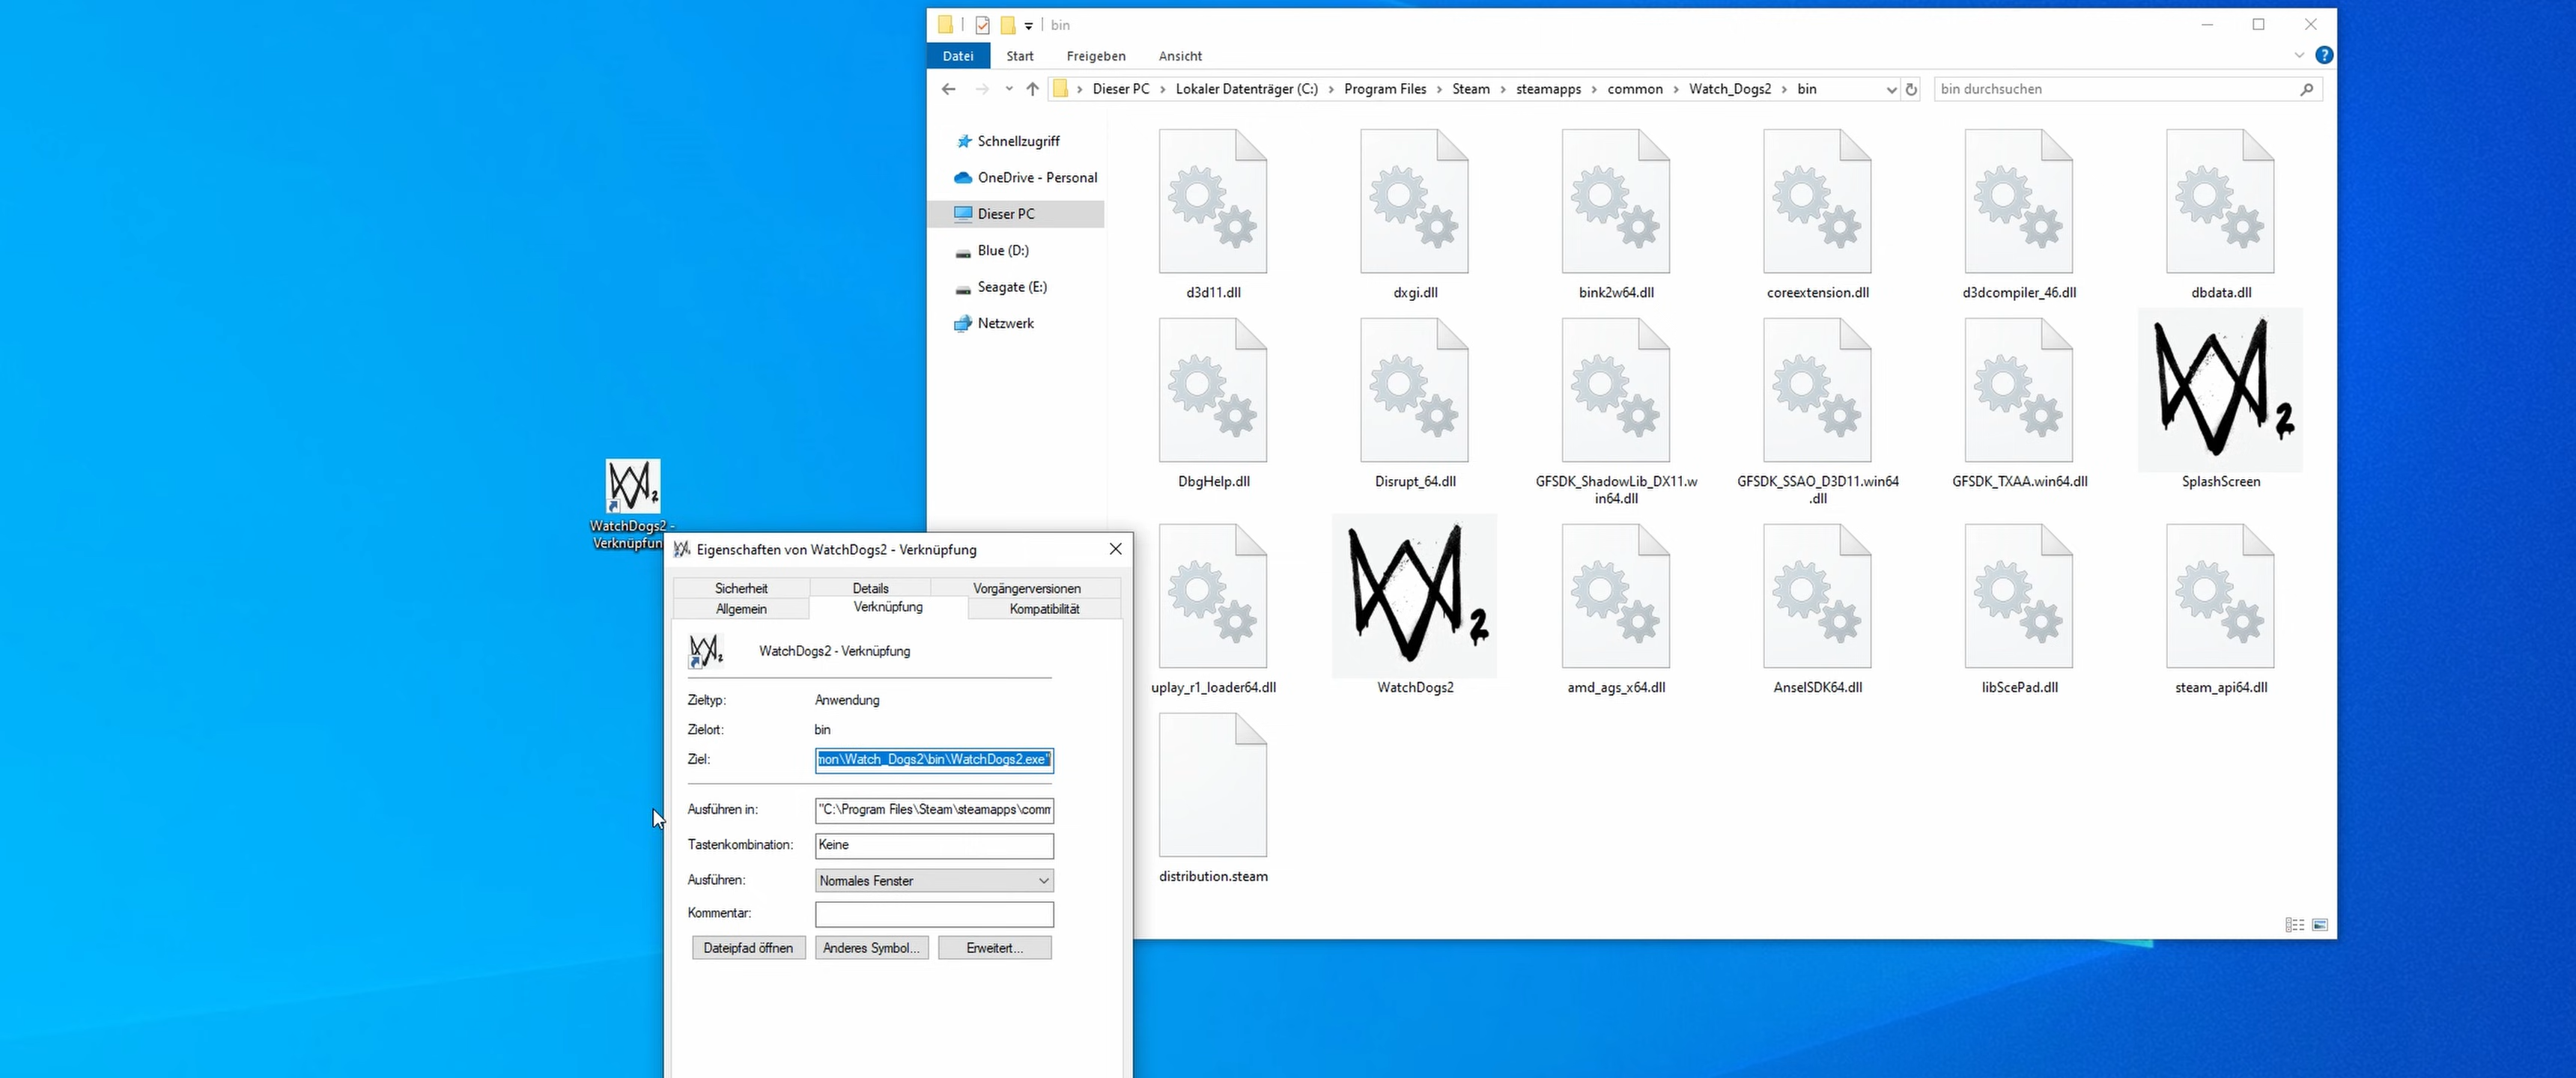 bin
Datei Start Freigeben Ansicht
Dieser PC Lokaler Datenträger (C:) Program Files Steam steamapps common Watch_Dogs2 bin
bin durchsuchen
Schnellzugriff
OneDrive - Personal
Dieser PC
Blue (D:)
Seagate (E:)
Netzwerk
d3d11.dll
dxgi.dll
bink2w64.dll
coreextension.dll
d3dcompiler_46.dll
dbdata.dll
DbgHelp.dll
Disrupt_64.dll
GFSDK_ShadowLib_DX11.w
in64.dll
GFSDK_SSAO_D3D11.win64
.dll
GFSDK_TXAA.win64.dll
2
SplashScreen
uplay_r1_loader64.dll
2
WatchDogs2
amd_ags_x64.dll
AnselSDK64.dll
libScePad.dll
steam_api64.dll
distribution.steam
2
WatchDogs2 -
Verknüpfun
Eigenschaften von WatchDogs2 - Verknüpfung
Sicherheit Details Vorgängerversionen
Allgemein Verknüpfung Kompatibilität
2
WatchDogs2 - Verknüpfung
Zieltyp: Anwendung
Zielort: bin
Ziel: mon\Watch_Dogs2\bin\WatchDogs2.exe"
Ausführen in: "C:\Program Files\Steam\steamapps\comm
Tastenkombination: Keine
Ausführen: Normales Fenster
Kommentar:
Dateipfad öffnen Anderes Symbol... Erweitert...